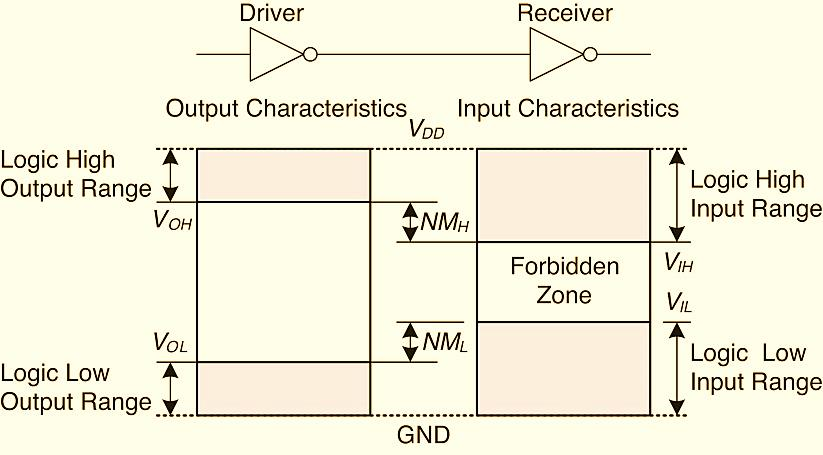 Driver
Receiver
Output Characteristics
Input Characteristics
VDD
Logic High
Output Range
VOH
NMH
Logic High
Input Range
Forbidden
Zone
VIH
VIL
VOL
NML
Logic Low
Output Range
Logic Low
Input Range
GND